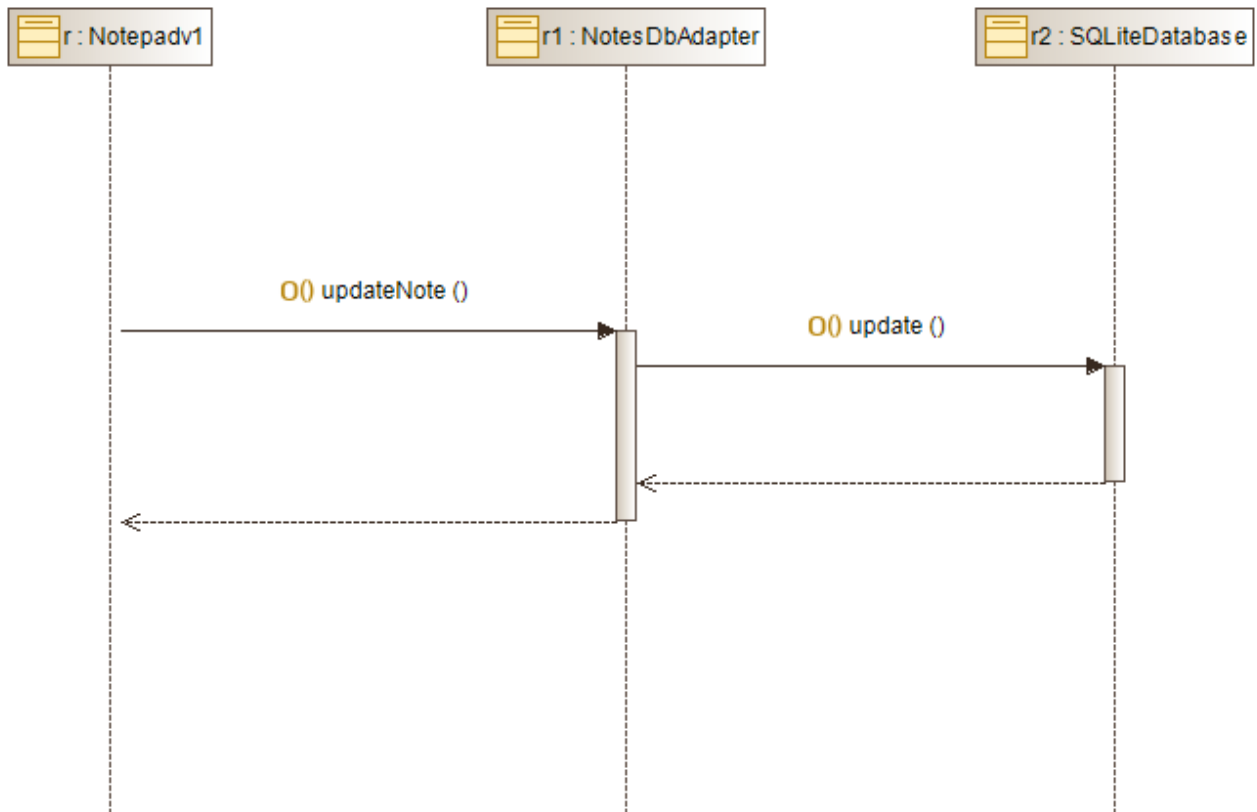 r : Notepadv1
r1 : NotesDbAdapter
r2 : SQLiteDatabase
O() updateNote ()
O() update ()